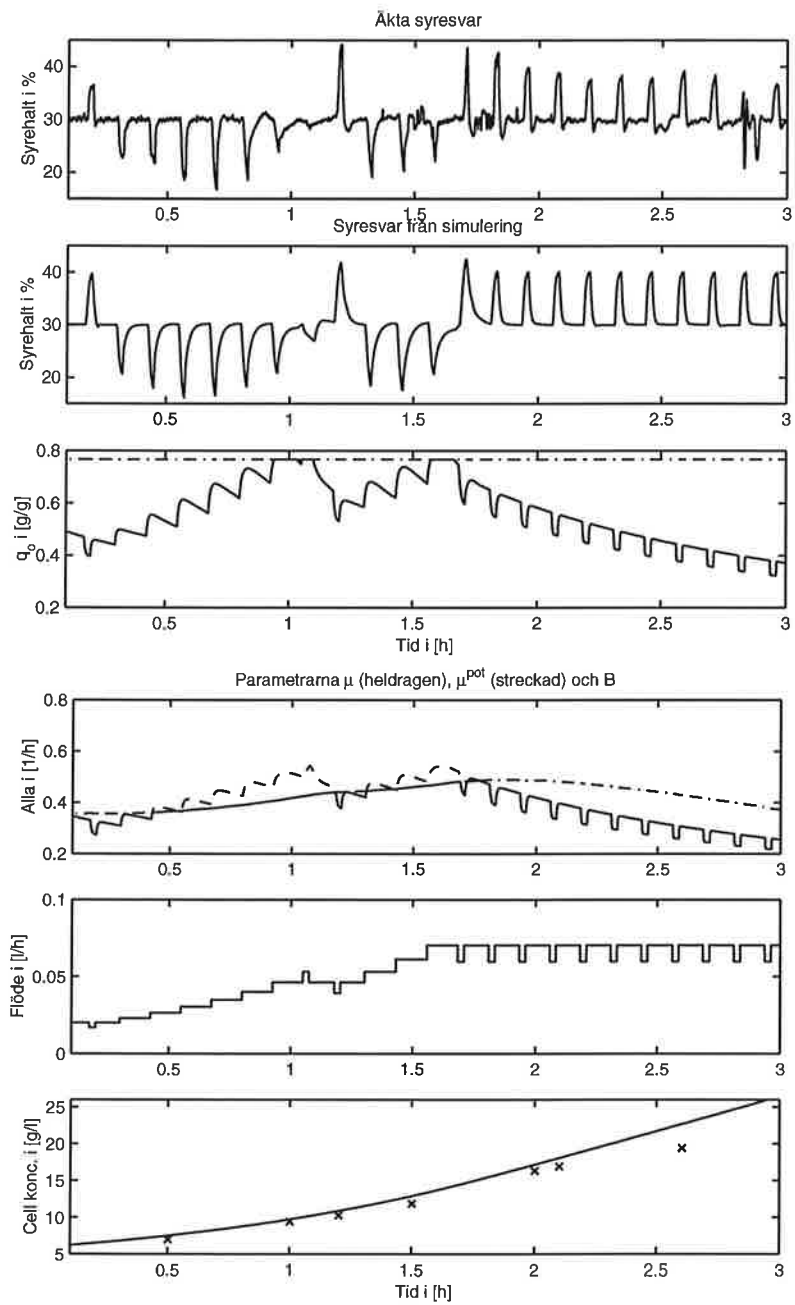 Äkta syresvar
Syrehalt i %
40
30
20
0.5 1 1.5 2 2.5 3
Syresvar från simulering
Syrehalt i %
40
30
20
0.5 1 1.5 2 2.5 3
qo i [g/g]
0.8
0.6
0.4
0.2
0.5 1 1.5 2 2.5 3
Tid i [h]
Parametrarna μ (heldragen), μpot (streckad) och B
Alla i [1/h]
0.8
0.6
0.4
0.2
0.5 1 1.5 2 2.5 3
Flöde i [l/h]
0.1
0.05
0
0.5 1 1.5 2 2.5 3
Cell konc. i [g/l]
25
20
15
10
5
0.5 1 1.5 2 2.5 3
Tid i [h]